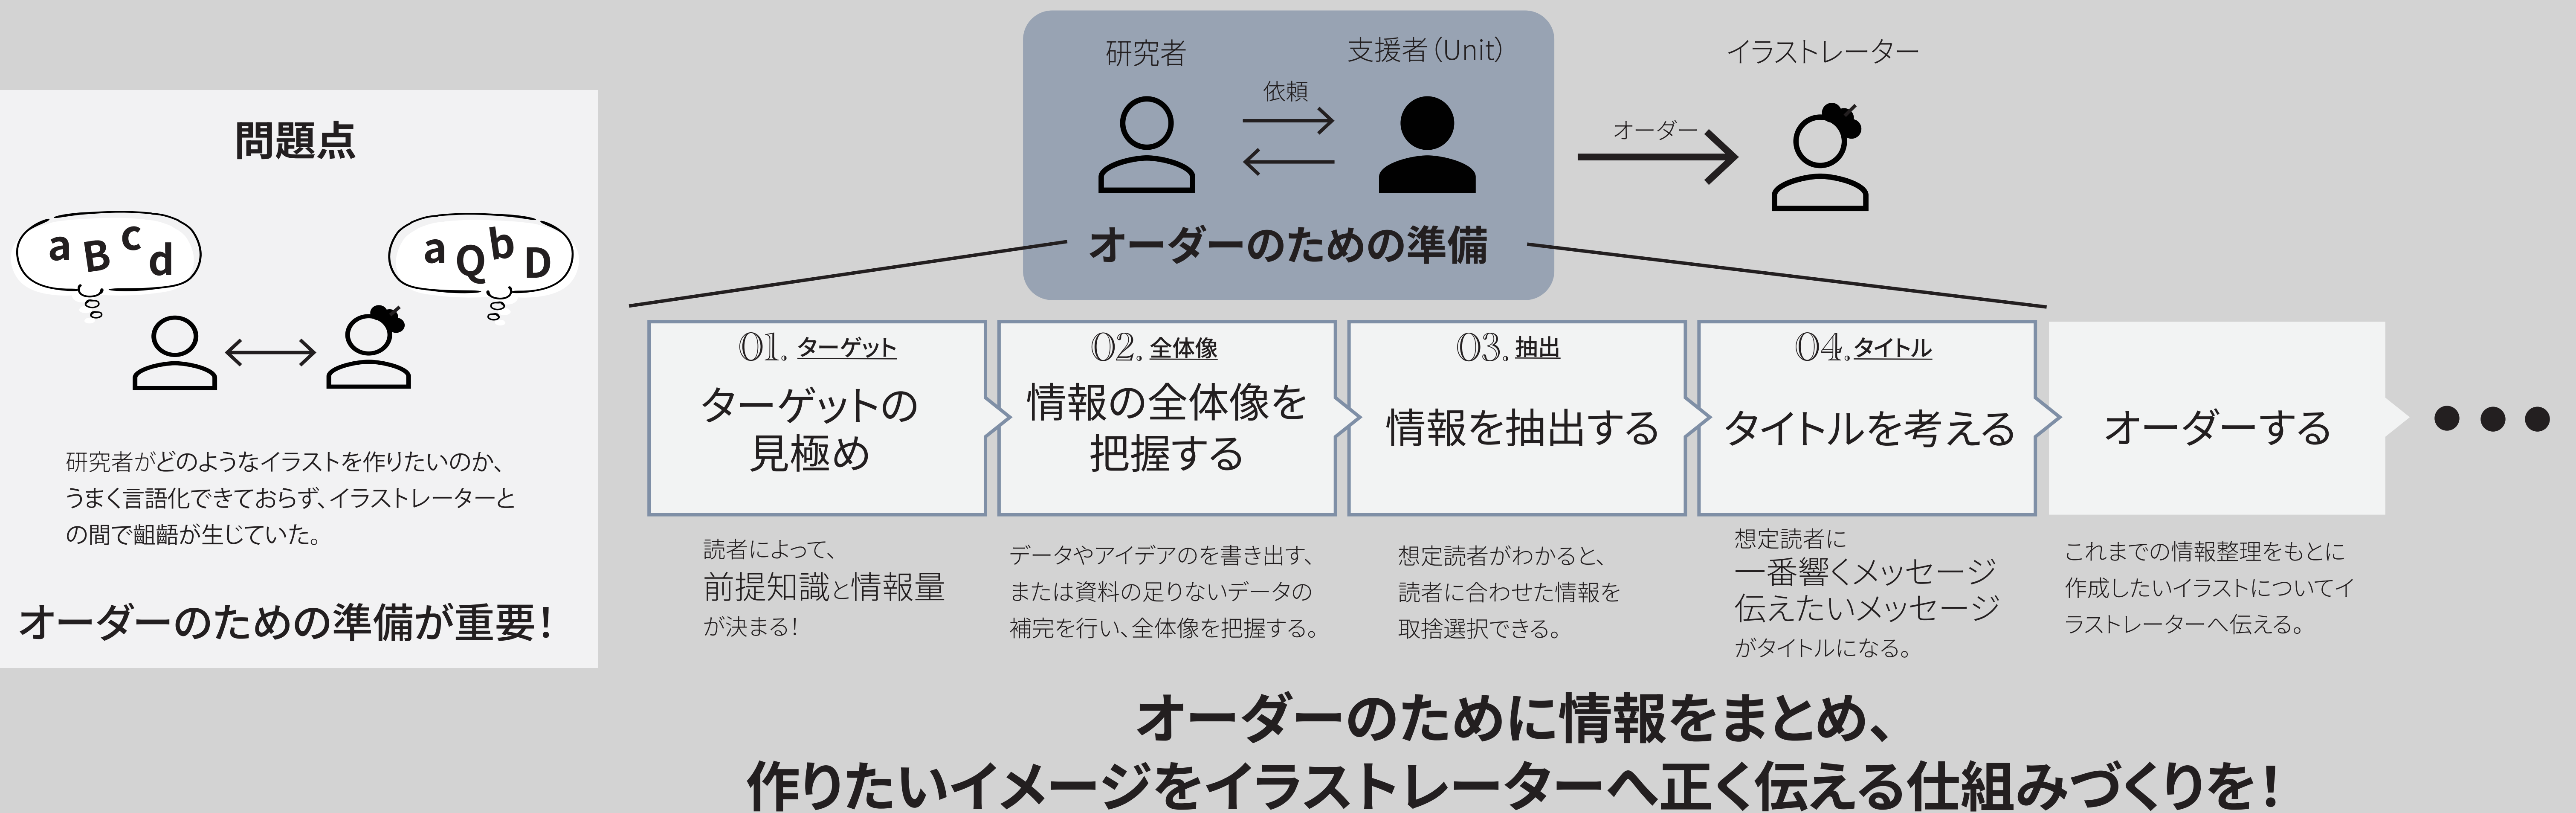 問題点
a B c d
a Q b D
研究者がどのようなイラストを作りたいのか、
うまく言語化できておらず、イラストレーターと
の間で齟齬が生じていた。
オーダーのための準備が重要！
研究者
支援者（Unit）
依頼
オーダーのための準備
オーダー
イラストレーター
01. ターゲット
ターゲットの
見極め
読者によって、
前提知識と情報量
が決まる！
02. 全体像
情報の全体像を
把握する
データやアイデアのを書き出す、
または資料の足りないデータの
補完を行い、全体像を把握する。
03. 抽出
情報を抽出する
想定読者がわかると、
読者に合わせた情報を
取捨選択できる。
04. タイトル
タイトルを考える
想定読者に
一番響くメッセージ
伝えたいメッセージ
がタイトルになる。
オーダーする
これまでの情報整理をもとに
作成したいイラストについてイ
ラストレーターへ伝える。
オーダーのために情報をまとめ、
作りたいイメージをイラストレーターへ正く伝える仕組みづくりを！